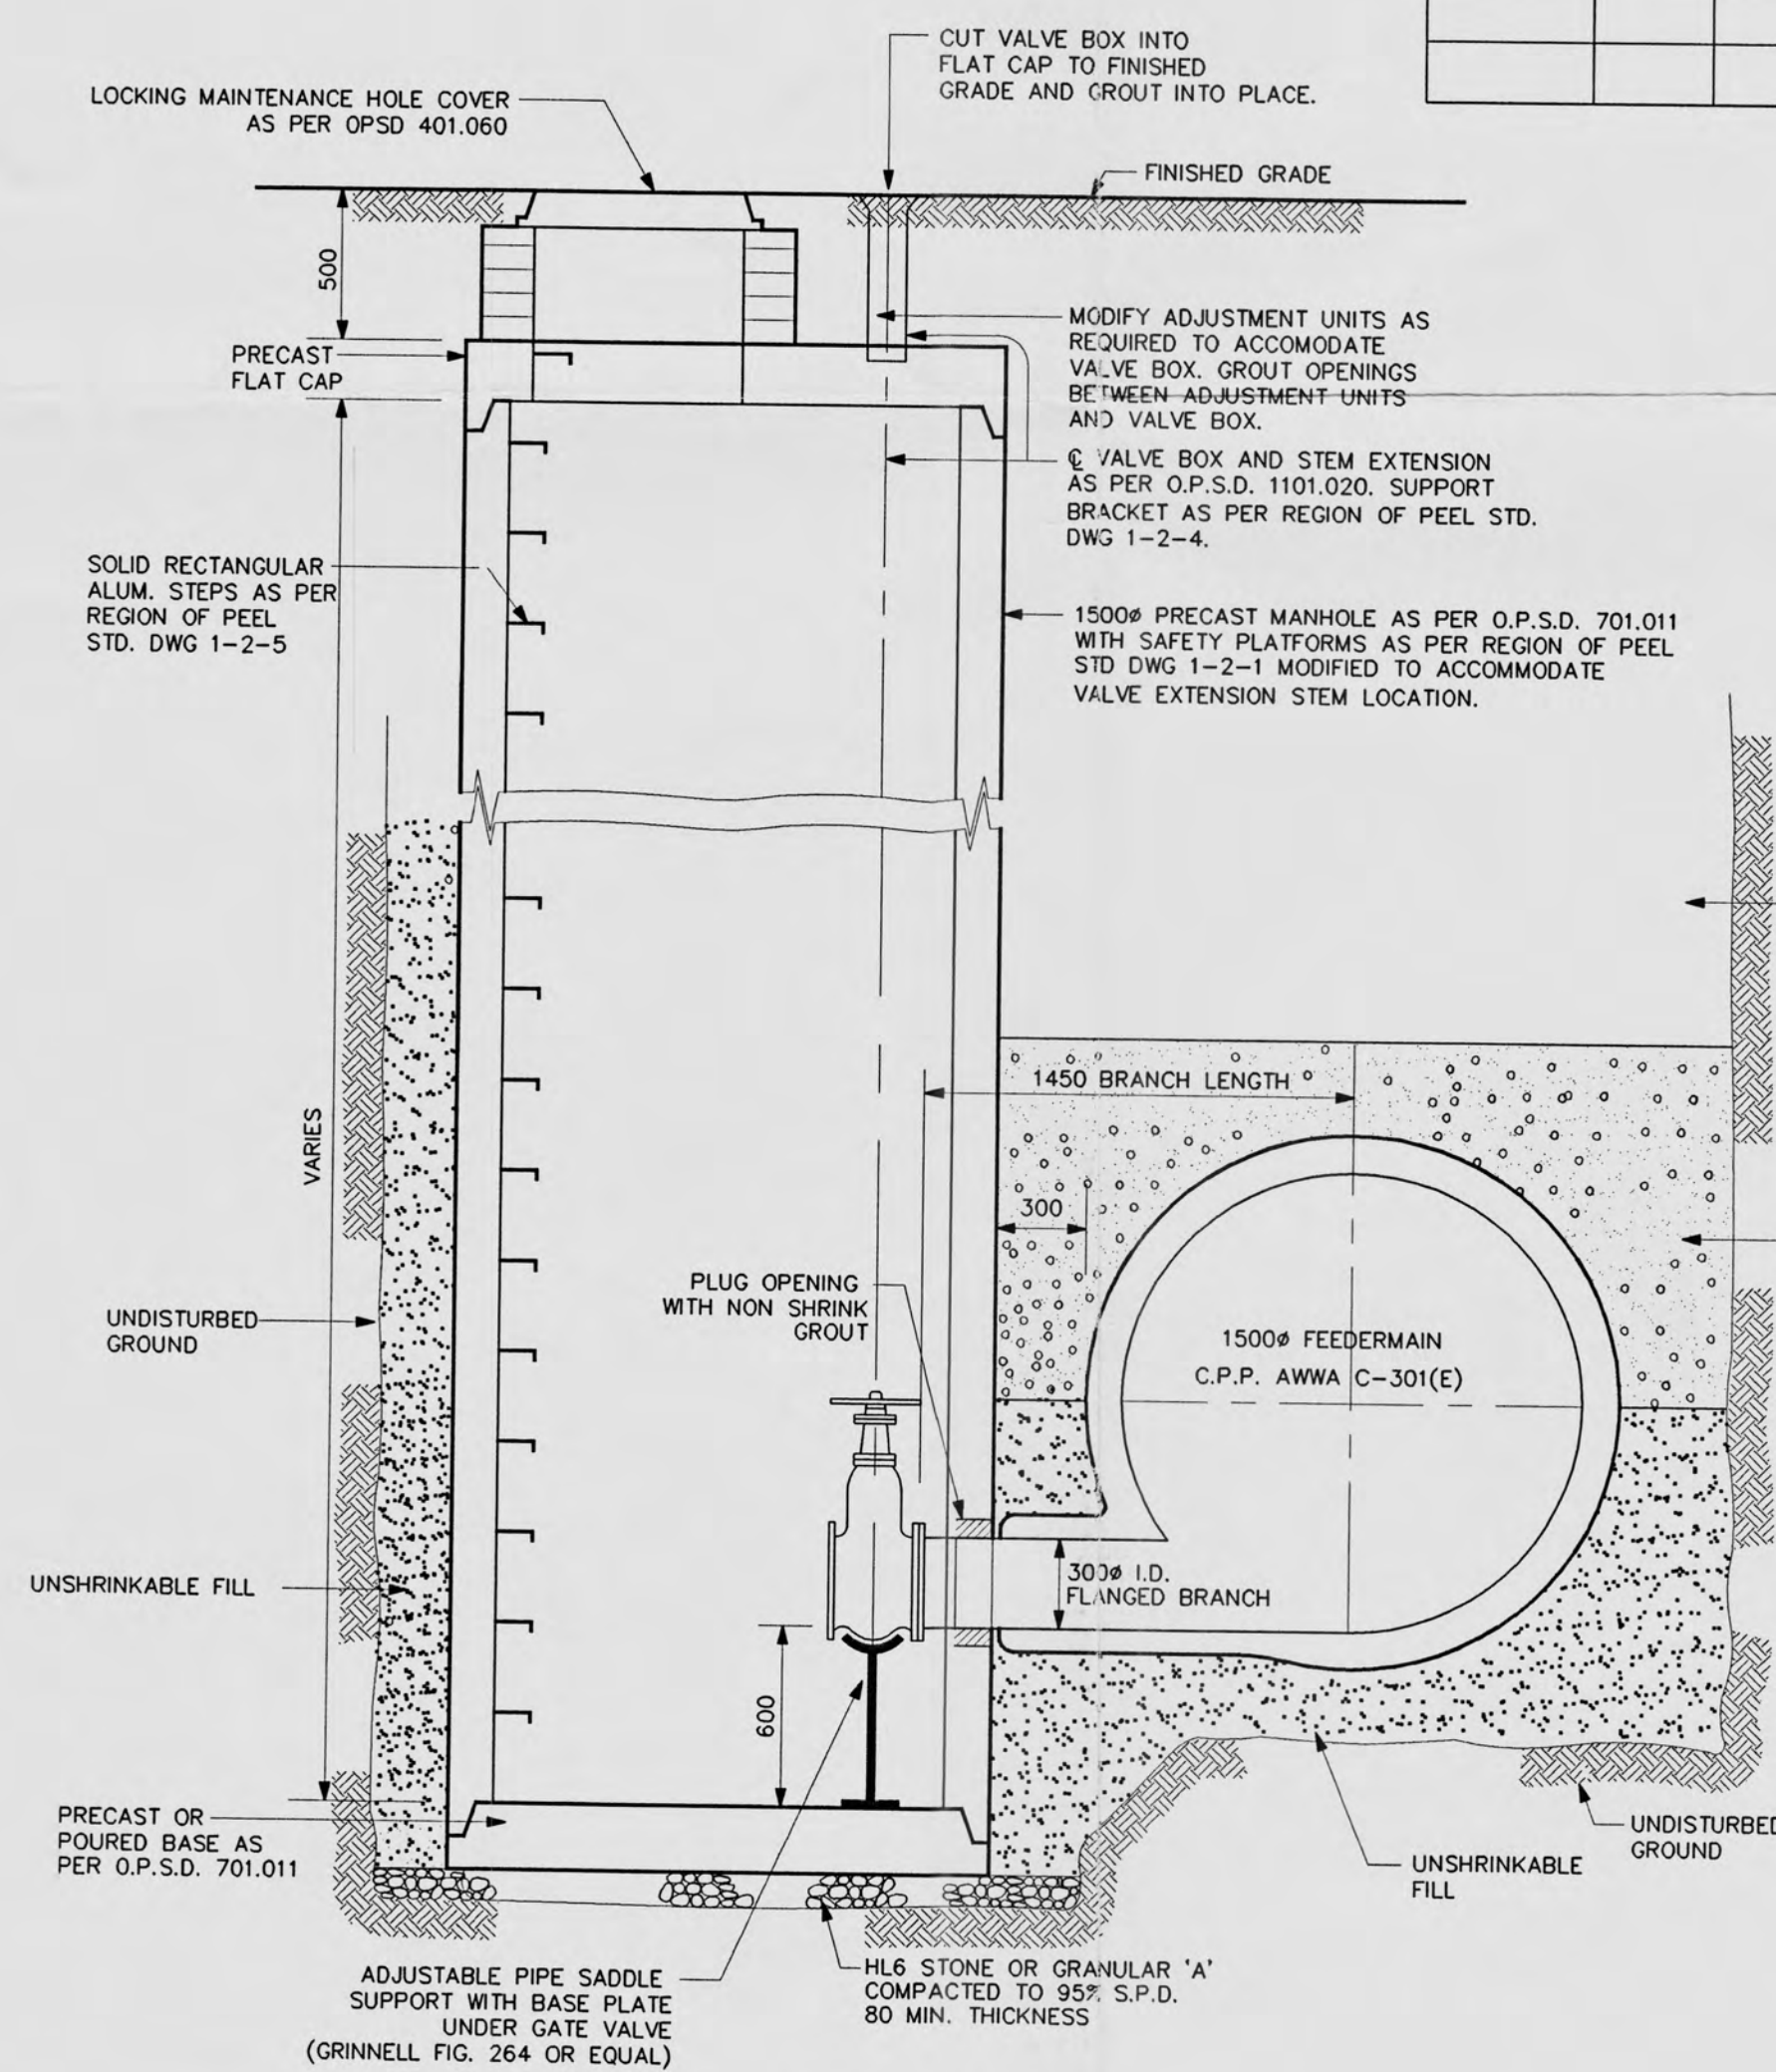 CUT VALVE BOX INTO
FLAT CAP TO FINISHED
GRADE AND GROUT INTO PLACE.
LOCKING MAINTENANCE HOLE COVER
AS PER OPSD 401.060
FINISHED GRADE
500
MODIFY ADJUSTMENT UNITS AS
REQUIRED TO ACCOMODATE
VALVE BOX. GROUT OPENINGS
BETWEEN ADJUSTMENT UNITS
AND VALVE BOX.
PRECAST
FLAT CAP
℄ VALVE BOX AND STEM EXTENSION
AS PER O.P.S.D. 1101.020. SUPPORT
BRACKET AS PER REGION OF PEEL STD.
DWG 1-2-4.
SOLID RECTANGULAR
ALUM. STEPS AS PER
REGION OF PEEL
STD. DWG 1-2-5
1500ø PRECAST MANHOLE AS PER O.P.S.D. 701.011
WITH SAFETY PLATFORMS AS PER REGION OF PEEL
STD DWG 1-2-1 MODIFIED TO ACCOMMODATE
VALVE EXTENSION STEM LOCATION.
1450 BRANCH LENGTH
VARIES
300
PLUG OPENING
WITH NON SHRINK
GROUT
UNDISTURBED
GROUND
1500ø FEEDERMAIN
C.P.P. AWWA C-301(E)
UNSHRINKABLE FILL
300ø I.D.
FLANGED BRANCH
600
PRECAST OR
POURED BASE AS
PER O.P.S.D. 701.011
UNDISTURBED
GROUND
UNSHRINKABLE
FILL
ADJUSTABLE PIPE SADDLE
SUPPORT WITH BASE PLATE
UNDER GATE VALVE
(GRINNELL FIG. 264 OR EQUAL)
HL6 STONE OR GRANULAR 'A'
COMPACTED TO 95% S.P.D.
80 MIN. THICKNESS